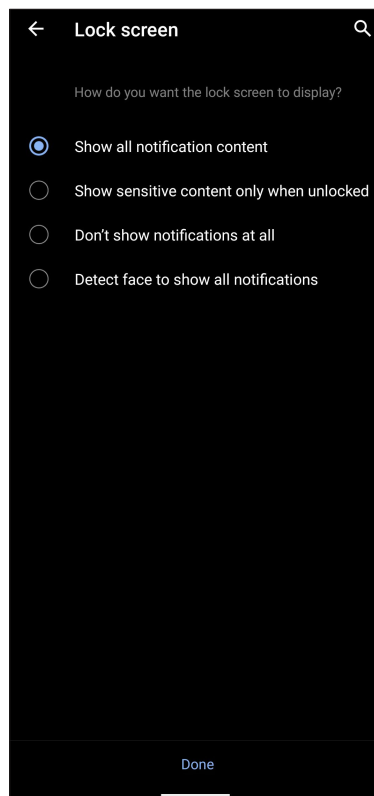 Lock screen
How do you want the lock screen to display?
Show all notification content
Show sensitive content only when unlocked
Don't show notifications at all
Detect face to show all notifications
Done